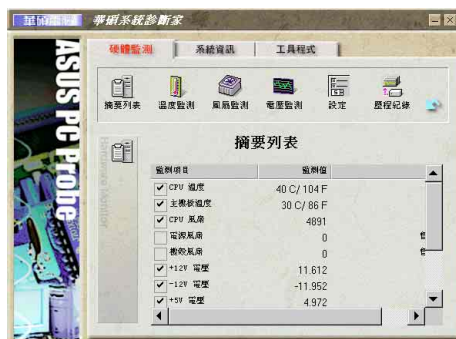 華碩系統診斷家
ASUS PC Probe
硬體監測 系統資訊 工具程式
摘要列表 溫度監測 風扇監測 電壓監測 設定 歷程紀錄
Hardware Monitor
摘要列表
監測項目 監測值
CPU 溫度 40 C/ 104 F
主機板溫度 30 C/ 86 F
CPU 風扇 4891
電源風扇 0
機殼風扇 0
+12V 電壓 11.612
-12V 電壓 -11.952
+5V 電壓 4.972